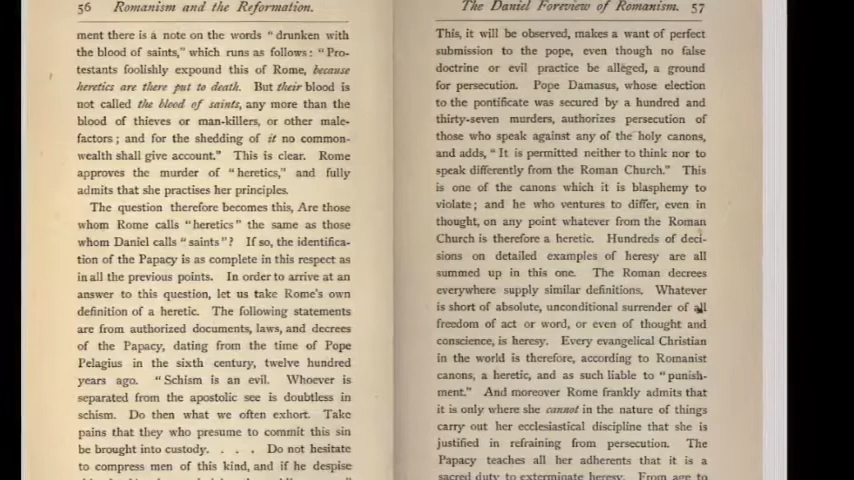 56 Romanism and the Reformation.
ment there is a note on the words "drunken with
the blood of saints," which runs as follows: "Pro-
testants foolishly expound this of Rome, because
heretics are there put to death. But their blood is
not called the blood of saints, any more than the
blood of thieves or man-killers, or other male-
factors; and for the shedding of it no common-
wealth shall give account." This is clear. Rome
approves the murder of "heretics," and fully
admits that she practises her principles.
The question therefore becomes this, Are those
whom Rome calls "heretics" the same as those
whom Daniel calls "saints"? If so, the identifica-
tion of the Papacy is as complete in this respect as
in all the previous points. In order to arrive at an
answer to this question, let us take Rome's own
definition of a heretic. The following statements
are from authorized documents, laws, and decrees
of the Papacy, dating from the time of Pope
Pelagius in the sixth century, twelve hundred
years ago. "Schism is an evil. Whoever is
separated from the apostolic see is doubtless in
schism. Do then what we often exhort. Take
pains that they who presume to commit this sin
be brought into custody. . . . Do not hesitate
to compress men of this kind, and if he despise
The Daniel Foreview of Romanism. 57
This, it will be observed, makes a want of perfect
submission to the pope, even though no false
doctrine or evil practice be alleged, a ground
for persecution. Pope Damasus, whose election
to the pontificate was secured by a hundred and
thirty-seven murders, authorizes persecution of
those who speak against any of the holy canons,
and adds, "It is permitted neither to think nor to
speak differently from the Roman Church." This
is one of the canons which it is blasphemy to
violate; and he who ventures to differ, even in
thought, on any point whatever from the Roman
Church is therefore a heretic. Hundreds of deci-
sions on detailed examples of heresy are all
summed up in this one. The Roman decrees
everywhere supply similar definitions. Whatever
is short of absolute, unconditional surrender of all
freedom of act or word, or even of thought and
conscience, is heresy. Every evangelical Christian
in the world is therefore, according to Romanist
canons, a heretic, and as such liable to "punish-
ment." And moreover Rome frankly admits that
it is only where she cannot in the nature of things
carry out her ecclesiastical discipline that she is
justified in refraining from persecution. The
Papacy teaches all her adherents that it is a
sacred duty to exterminate heresy. From age to